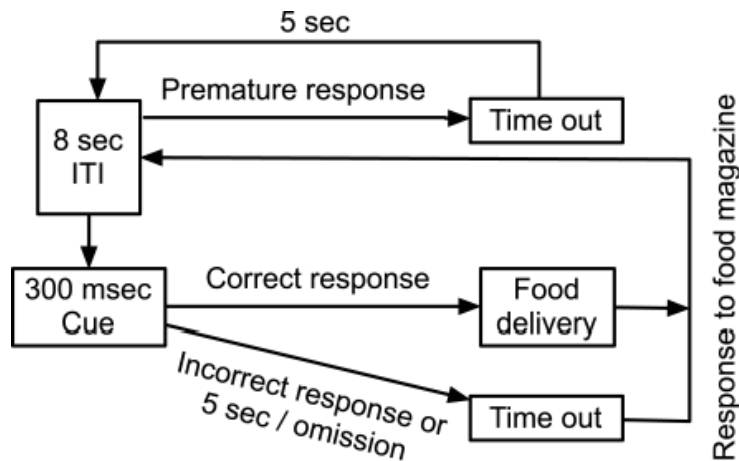 5 sec
Premature response
Time out
8 sec
ITI
300 msec
Cue
Correct response
Food
delivery
Incorrect response or
5 sec / omission
Time out
Response to food magazine